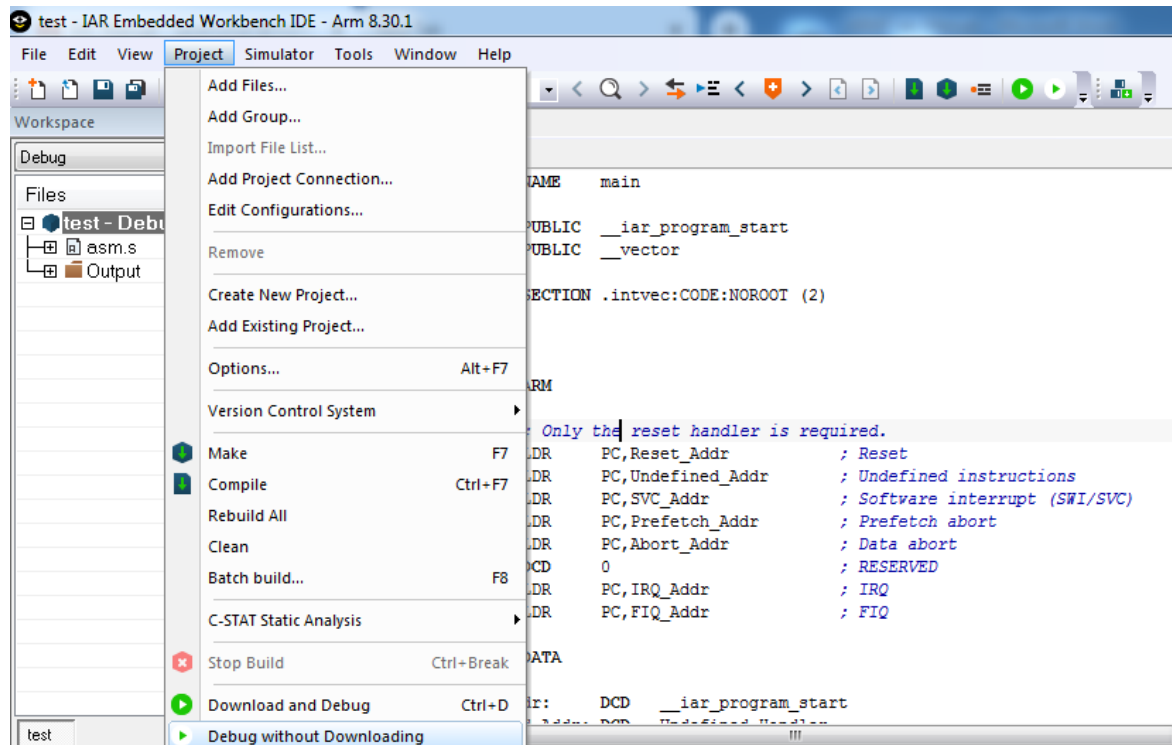 test - IAR Embedded Workbench IDE - Arm 8.30.1
File Edit View Project Simulator Tools Window Help
Workspace
Debug
Files
test - Debu
asm.s
Output
test
Add Files...
Add Group...
Import File List...
Add Project Connection...
Edit Configurations...
Remove
Create New Project...
Add Existing Project...
Options... Alt+F7
Version Control System
Make F7
Compile Ctrl+F7
Rebuild All
Clean
Batch build... F8
C-STAT Static Analysis
Stop Build Ctrl+Break
Download and Debug Ctrl+D
Debug without Downloading
NAME main
PUBLIC __iar_program_start
PUBLIC __vector
SECTION .intvec:CODE:NOROOT (2)
ARM
; Only the reset handler is required.
LDR PC,Reset_Addr ; Reset
LDR PC,Undefined_Addr ; Undefined instructions
LDR PC,SVC_Addr ; Software interrupt (SWI/SVC)
LDR PC,Prefetch_Addr ; Prefetch abort
LDR PC,Abort_Addr ; Data abort
DCD 0 ; RESERVED
LDR PC,IRQ_Addr ; IRQ
LDR PC,FIQ_Addr ; FIQ
DATA
dr: DCD __iar_program_start